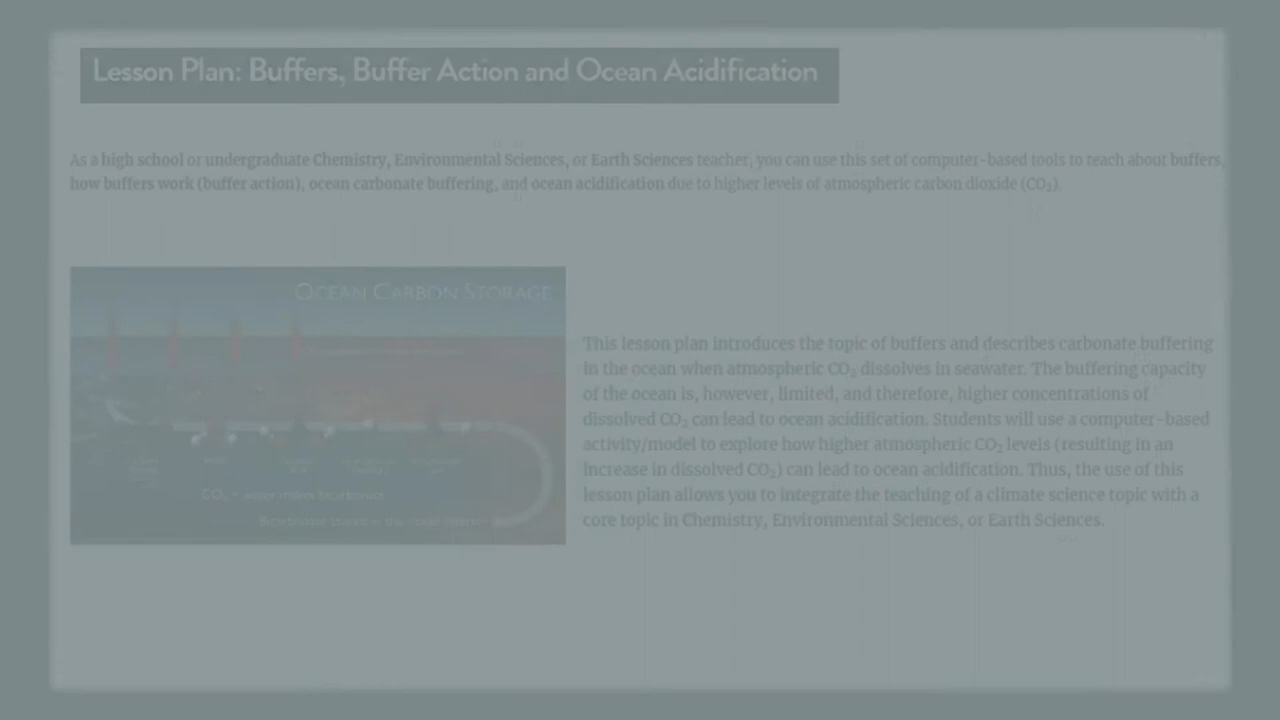 Lesson Plan: Buffers, Buffer Action and Ocean Acidification
As a high school or undergraduate Chemistry, Environmental Sciences, or Earth Sciences teacher, you can use this set of computer-based tools to teach about buffers,
how buffers work (buffer action), ocean carbonate buffering, and ocean acidification due to higher levels of atmospheric carbon dioxide (CO₂).
OCEAN CARBON STORAGE
CO₂ + water makes bicarbonate
This lesson plan introduces the topic of buffers and describes carbonate buffering
in the ocean when atmospheric CO₂ dissolves in seawater. The buffering capacity
of the ocean is, however, limited, and therefore, higher concentrations of
dissolved CO₂ can lead to ocean acidification. Students will use a computer-based
activity/model to explore how higher atmospheric CO₂ levels (resulting in an
increase in dissolved CO₂) can lead to ocean acidification. Thus, the use of this
lesson plan allows you to integrate the teaching of a climate science topic with a
core topic in Chemistry, Environmental Sciences, or Earth Sciences.